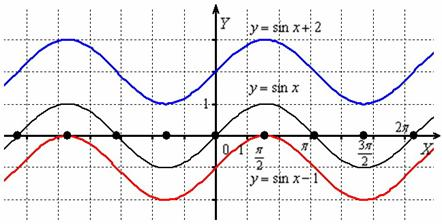 Y
y = sin x + 2
y = sin x
1
0
1
π/2
π
3π/2
2π
X
y = sin x − 1